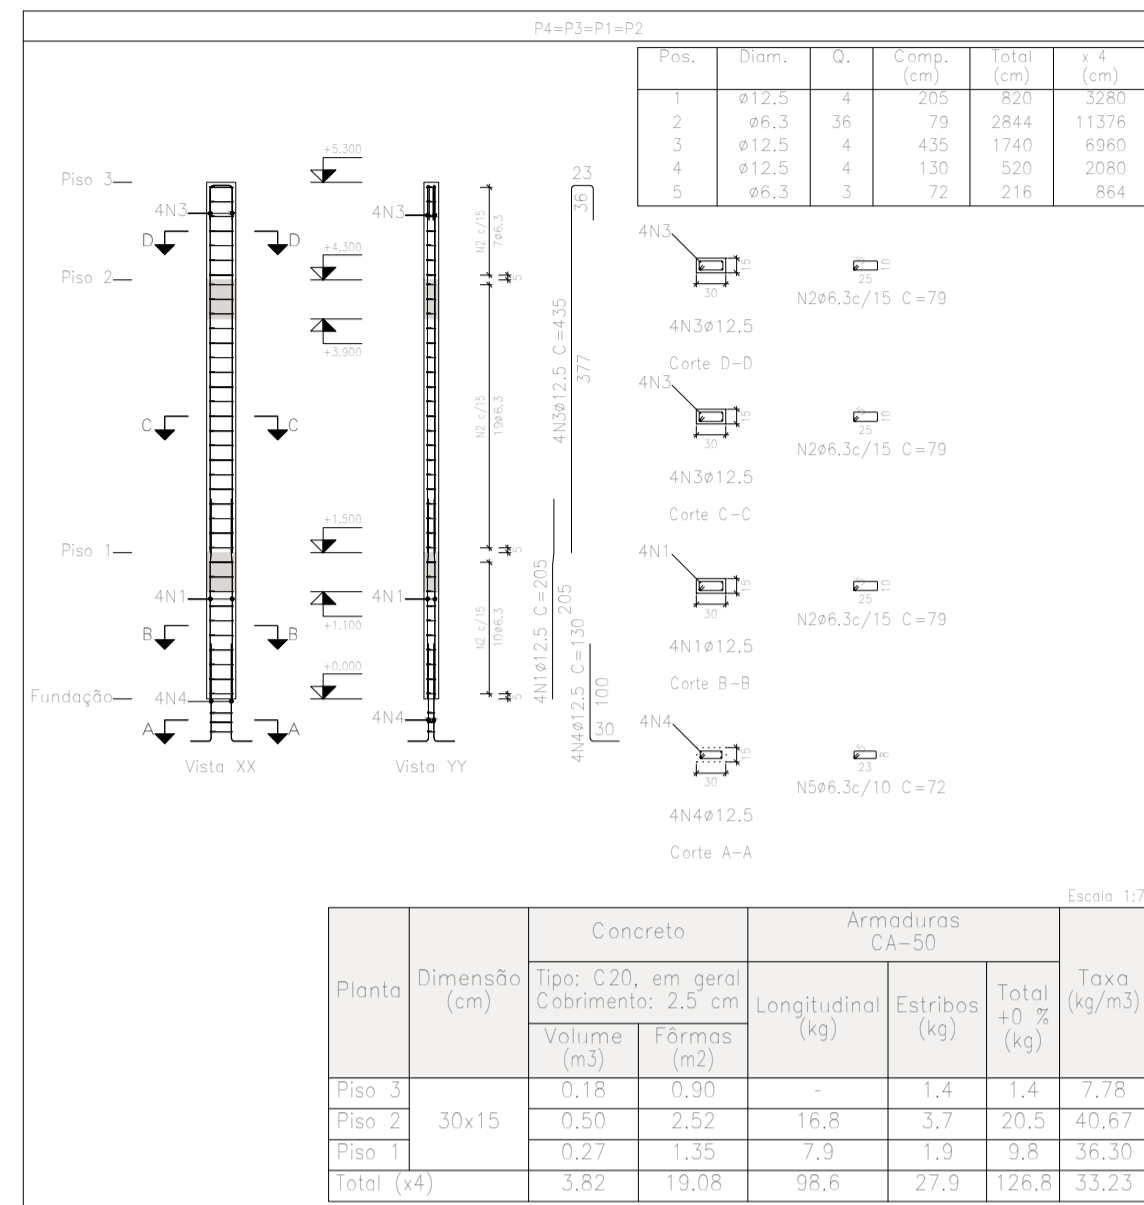 P4=P3=P1=P2
Pos. Diam. Q. Comp. (cm) Total (cm) x 4 (cm)
1 ø12.5 4 205 820 3280
2 ø6.3 36 79 2844 11376
3 ø12.5 4 435 1740 6960
4 ø12.5 4 130 520 2080
5 ø6.3 3 72 216 864
Piso 3
Piso 2
Piso 1
Fundação
4N3
D D
C C
4N1
B B
4N4
A A
Vista XX
+5.300
+4.300
+3.900
+1.500
+1.100
+0.000
4N3
4N1
4N4
Vista YY
N2 c/15
7ø6.3
5
N2 c/15
19ø6.3
5
N2 c/15
10ø6.3
5
23
36
4N3ø12.5 C=435
377
4N1ø12.5 C=205
205
4N4ø12.5 C=130
100
30
4N3
15
30
4N3ø12.5
Corte D-D
25
10
N2ø6.3c/15 C=79
4N3
15
30
4N3ø12.5
Corte C-C
25
10
N2ø6.3c/15 C=79
4N1
15
30
4N1ø12.5
Corte B-B
25
10
N2ø6.3c/15 C=79
4N4
15
30
4N4ø12.5
Corte A-A
23
8
N5ø6.3c/10 C=72
Escala 1:7
Planta
Dimensão (cm)
Concreto
Tipo: C20, em geral
Cobrimento: 2.5 cm
Volume (m3)
Fôrmas (m2)
Armaduras
CA-50
Longitudinal (kg)
Estribos (kg)
Total +0 % (kg)
Taxa (kg/m3)
Piso 3 30x15 0.18 0.90 - 1.4 1.4 7.78
Piso 2 0.50 2.52 16.8 3.7 20.5 40.67
Piso 1 0.27 1.35 7.9 1.9 9.8 36.30
Total (x4) 3.82 19.08 98.6 27.9 126.8 33.23